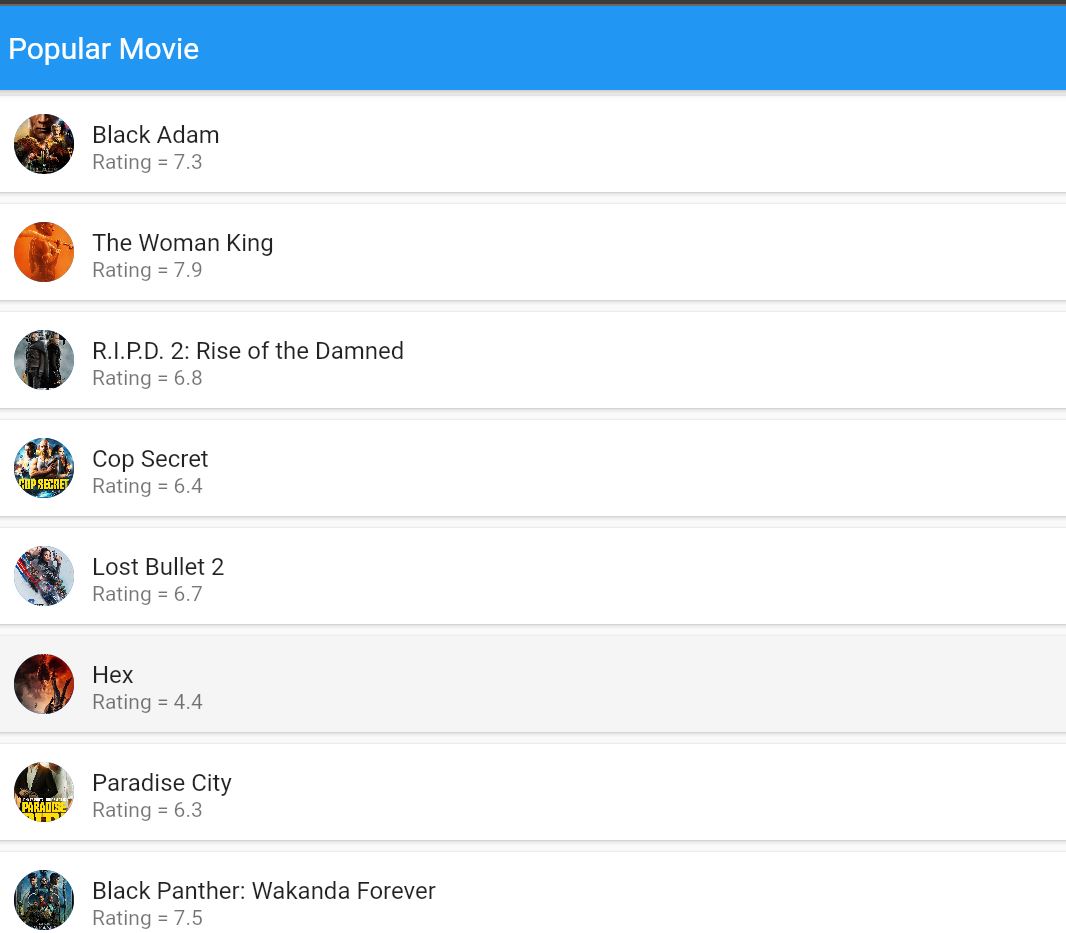 Popular Movie
Black Adam
Rating = 7.3
The Woman King
Rating = 7.9
R.I.P.D. 2: Rise of the Damned
Rating = 6.8
COP SECRET
Cop Secret
Rating = 6.4
Lost Bullet 2
Rating = 6.7
Hex
Rating = 4.4
PARADISE
Paradise City
Rating = 6.3
Black Panther: Wakanda Forever
Rating = 7.5